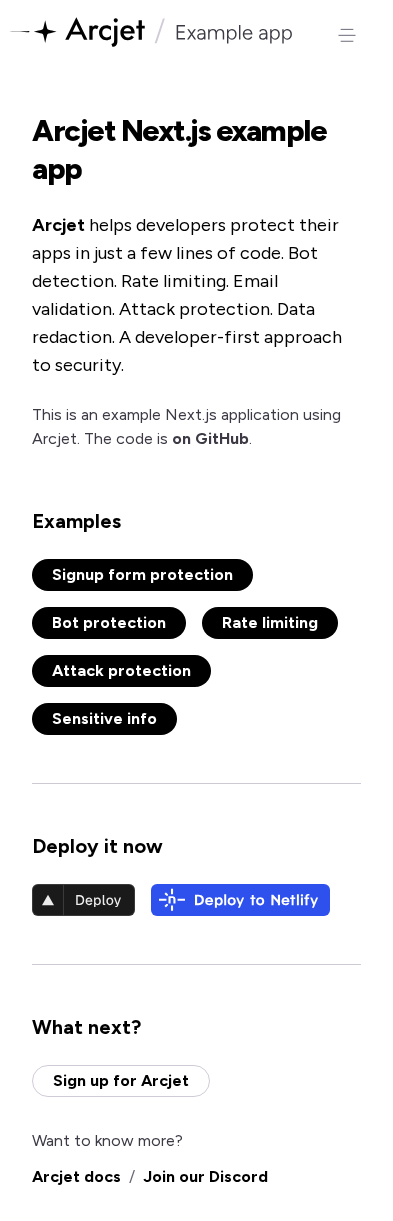 Arcjet / Example app
Arcjet Next.js example
app
Arcjet helps developers protect their
apps in just a few lines of code. Bot
detection. Rate limiting. Email
validation. Attack protection. Data
redaction. A developer-first approach
to security.
This is an example Next.js application using
Arcjet. The code is on GitHub.
Examples
Signup form protection
Bot protection
Rate limiting
Attack protection
Sensitive info
Deploy it now
Deploy
Deploy to Netlify
What next?
Sign up for Arcjet
Want to know more?
Arcjet docs / Join our Discord